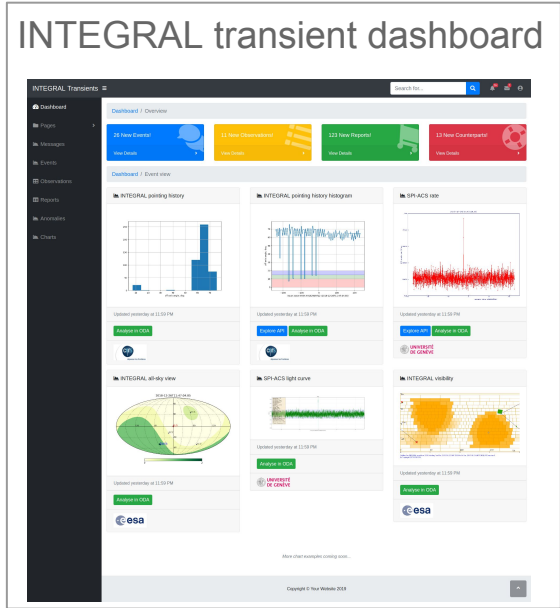 INTEGRAL transient dashboard
INTEGRAL Transients
Search for...
Dashboard
Pages
Messages
Events
Observations
Reports
Anomalies
Charts
Dashboard / Overview
26 New Events!
View Details
11 New Observations!
View Details
123 New Reports!
View Details
13 New Counterparts!
View Details
Dashboard / Event view
INTEGRAL pointing history
Updated yesterday at 11:59 PM
Analyse in ODA
INTEGRAL pointing history histogram
Updated yesterday at 11:59 PM
Explore API
Analyse in ODA
SPI-ACS rate
Updated yesterday at 11:59 PM
Explore API
Analyse in ODA
UNIVERSITÉ
DE GENÈVE
INTEGRAL all-sky view
Updated yesterday at 11:59 PM
Analyse in ODA
esa
SPI-ACS light curve
Updated yesterday at 11:59 PM
Analyse in ODA
UNIVERSITÉ
DE GENÈVE
INTEGRAL visibility
Updated yesterday at 11:59 PM
Analyse in ODA
esa
More chart examples coming soon...
Copyright © Your Website 2018